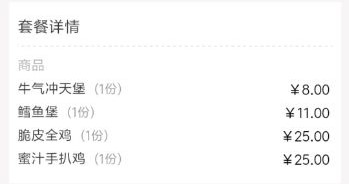 套餐详情
商品
牛气冲天堡（1份） ￥8.00
鳕鱼堡（1份） ￥11.00
脆皮全鸡（1份） ￥25.00
蜜汁手扒鸡（1份） ￥25.00